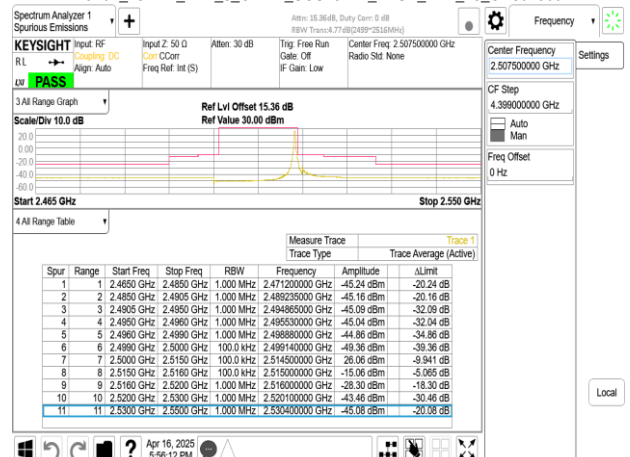 Spectrum Analyzer 1
Spurious Emissions
Attn: 15.36dB, Duty Corr: 0 dB
RBW Trans:4.77dB(2499~2516MHz)
Frequency
KEYSIGHT
Input: RF
Coupling: DC
Align: Auto
Input Z: 50 Ω
Corr CCorr
Freq Ref: Int (S)
Atten: 30 dB
Trig: Free Run
Gate: Off
IF Gain: Low
Center Freq: 2.507500000 GHz
Radio Std: None
RL
LXI
PASS
Center Frequency
2.507500000 GHz
Settings
CF Step
4.399000000 GHz
Auto
Man
Freq Offset
0 Hz
3 All Range Graph
Ref Lvl Offset 15.36 dB
Scale/Div 10.0 dB
Ref Value 30.00 dBm
20.0
0.00
-20.0
-40.0
-60.0
Start 2.465 GHz
Stop 2.550 GHz
4 All Range Table
Measure Trace Trace 1
Trace Type Trace Average (Active)
Spur Range Start Freq Stop Freq RBW Frequency Amplitude ΔLimit
1 1 2.4650 GHz 2.4850 GHz 1.000 MHz 2.471200000 GHz -45.24 dBm -20.24 dB
2 2 2.4850 GHz 2.4905 GHz 1.000 MHz 2.489235000 GHz -45.16 dBm -20.16 dB
3 3 2.4905 GHz 2.4950 GHz 1.000 MHz 2.494865000 GHz -45.09 dBm -32.09 dB
4 4 2.4950 GHz 2.4960 GHz 1.000 MHz 2.495530000 GHz -45.04 dBm -32.04 dB
5 5 2.4960 GHz 2.4990 GHz 1.000 MHz 2.498880000 GHz -44.86 dBm -34.86 dB
6 6 2.4990 GHz 2.5000 GHz 100.0 kHz 2.499140000 GHz -49.36 dBm -39.36 dB
7 7 2.5000 GHz 2.5150 GHz 100.0 kHz 2.514500000 GHz 26.06 dBm -9.941 dB
8 8 2.5150 GHz 2.5160 GHz 100.0 kHz 2.515000000 GHz -15.06 dBm -5.065 dB
9 9 2.5160 GHz 2.5200 GHz 1.000 MHz 2.516000000 GHz -28.30 dBm -18.30 dB
10 10 2.5200 GHz 2.5300 GHz 1.000 MHz 2.520100000 GHz -43.46 dBm -30.46 dB
11 11 2.5300 GHz 2.5500 GHz 1.000 MHz 2.530400000 GHz -45.08 dBm -20.08 dB
Local
Apr 16, 2025
5:56:12 PM